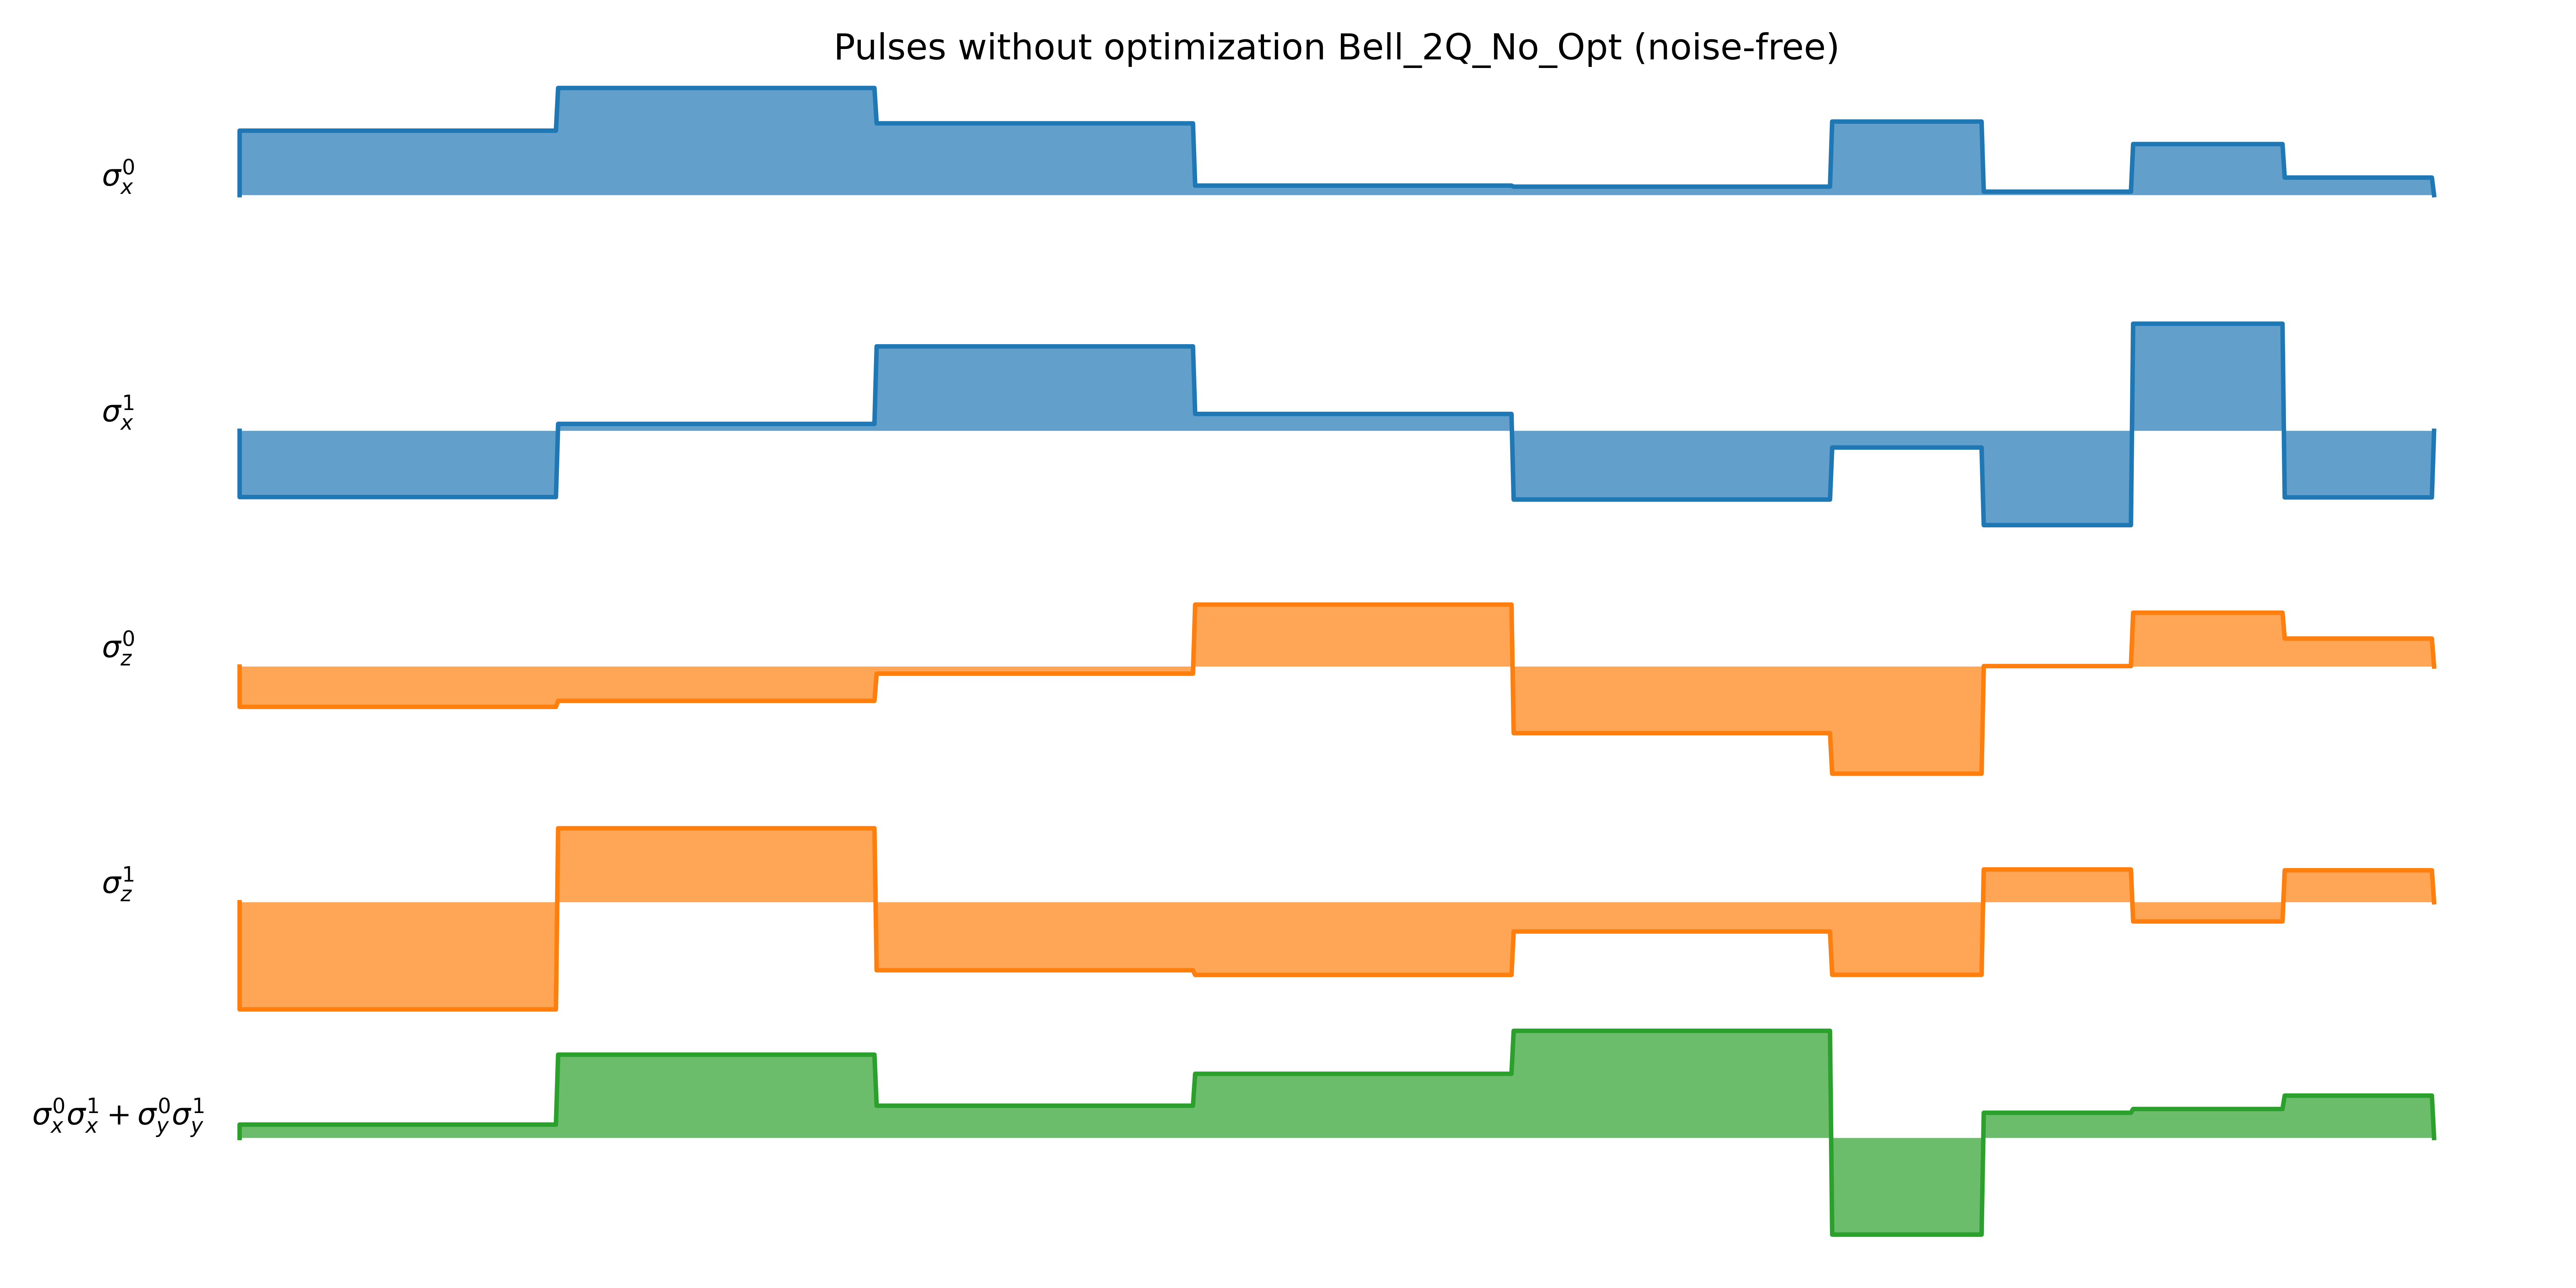 Pulses without optimization Bell_2Q_No_Opt (noise-free)
σ_x^0
σ_x^1
σ_z^0
σ_z^1
σ_x^0σ_x^1 + σ_y^0σ_y^1